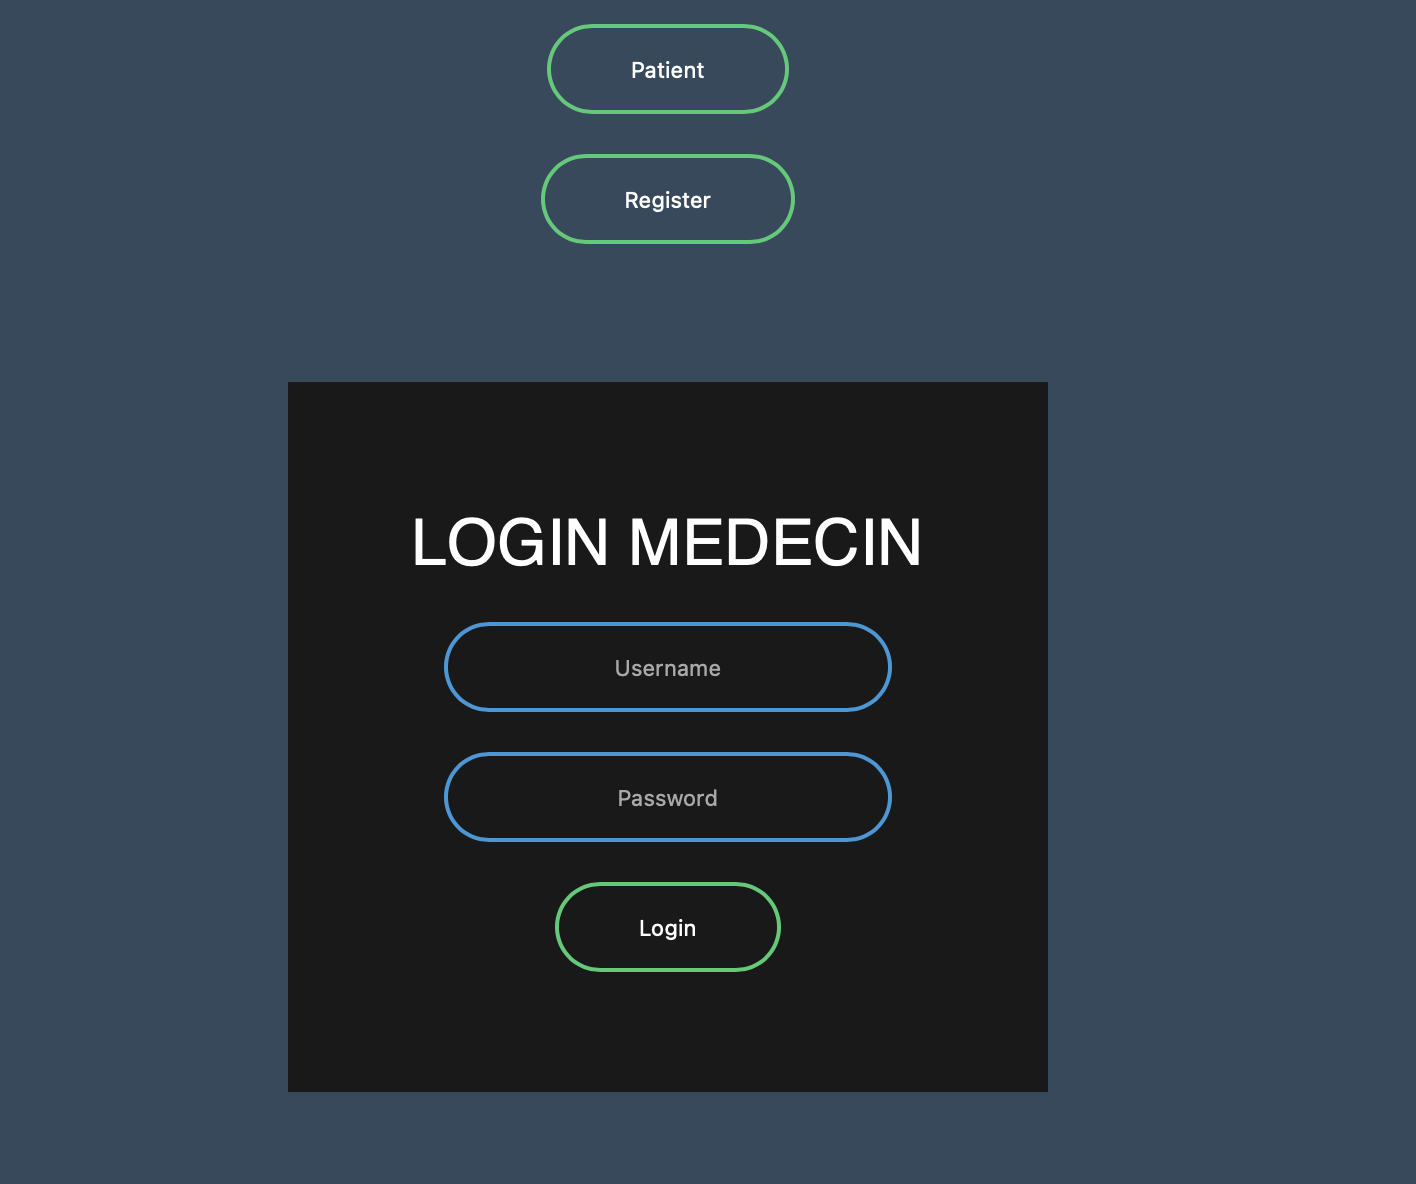 Patient
Register
LOGIN MEDECIN
Username
Password
Login